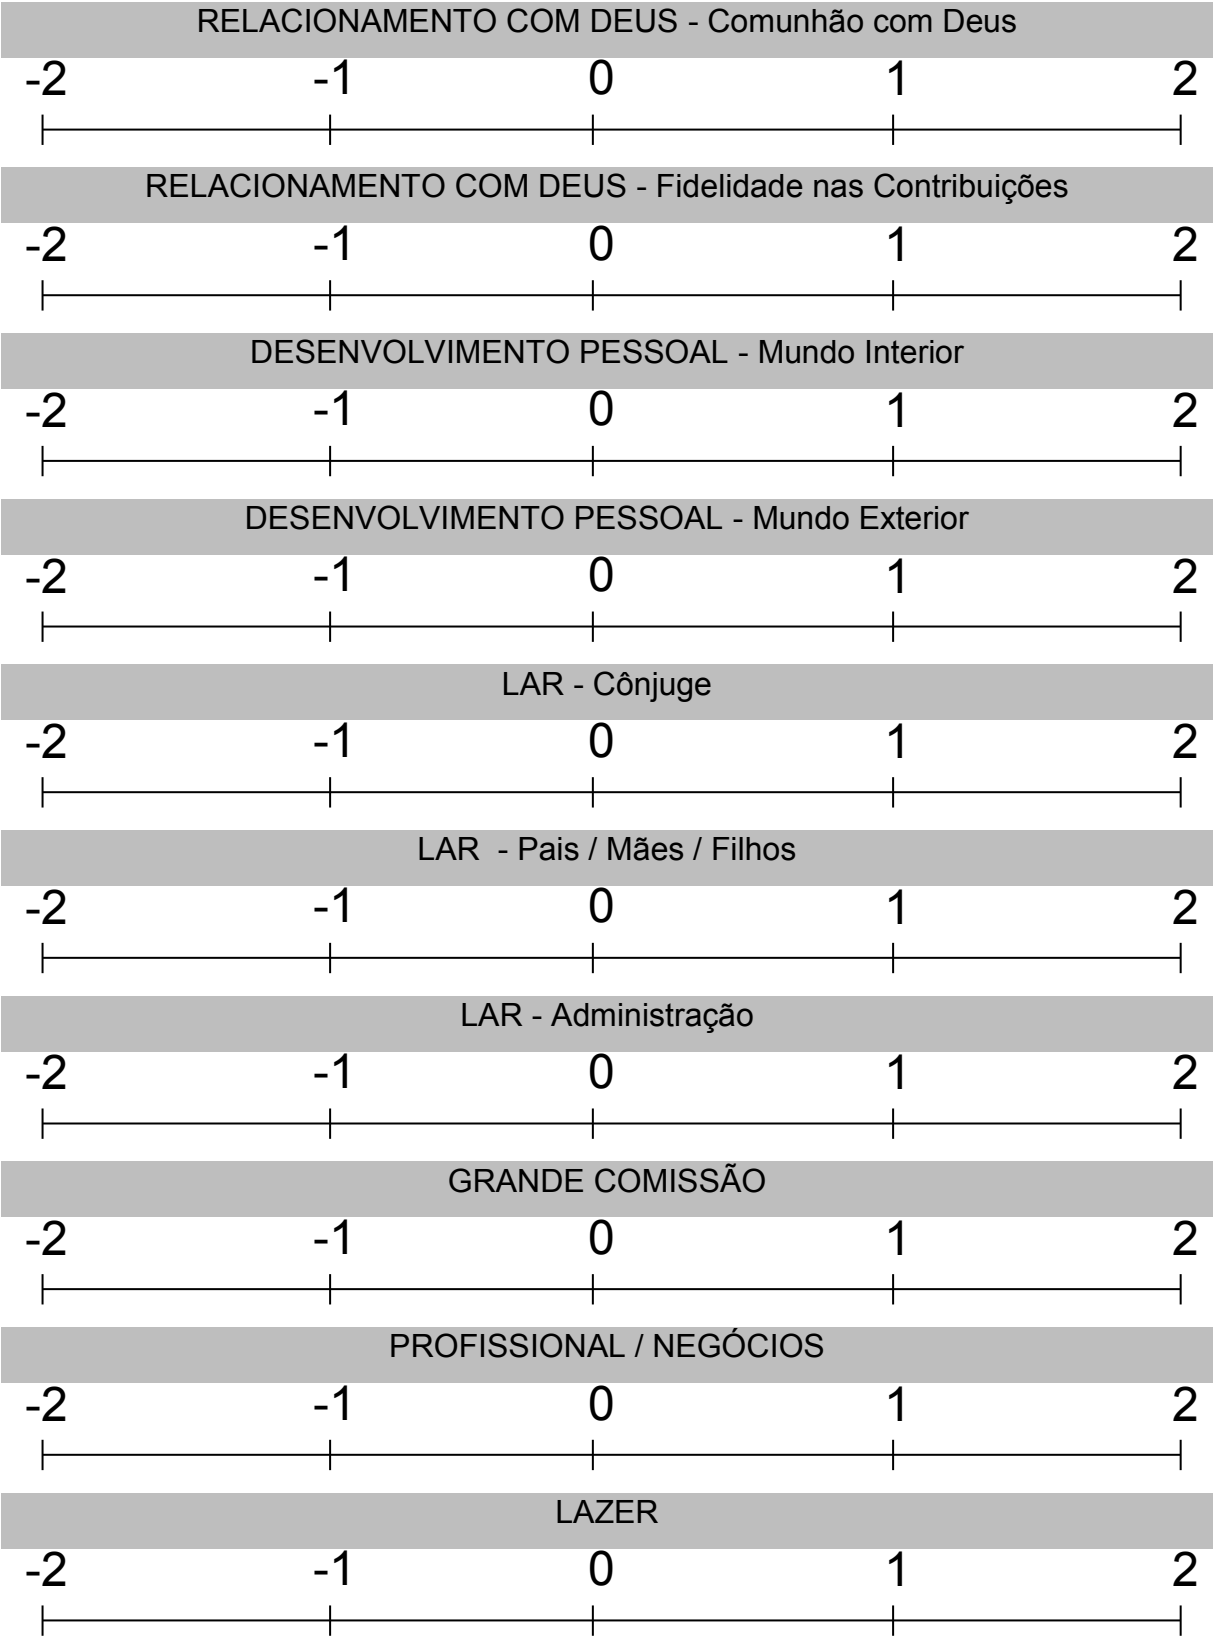 RELACIONAMENTO COM DEUS - Comunhão com Deus
-2 -1 0 1 2
RELACIONAMENTO COM DEUS - Fidelidade nas Contribuições
-2 -1 0 1 2
DESENVOLVIMENTO PESSOAL - Mundo Interior
-2 -1 0 1 2
DESENVOLVIMENTO PESSOAL - Mundo Exterior
-2 -1 0 1 2
LAR - Cônjuge
-2 -1 0 1 2
LAR - Pais / Mães / Filhos
-2 -1 0 1 2
LAR - Administração
-2 -1 0 1 2
GRANDE COMISSÃO
-2 -1 0 1 2
PROFISSIONAL / NEGÓCIOS
-2 -1 0 1 2
LAZER
-2 -1 0 1 2